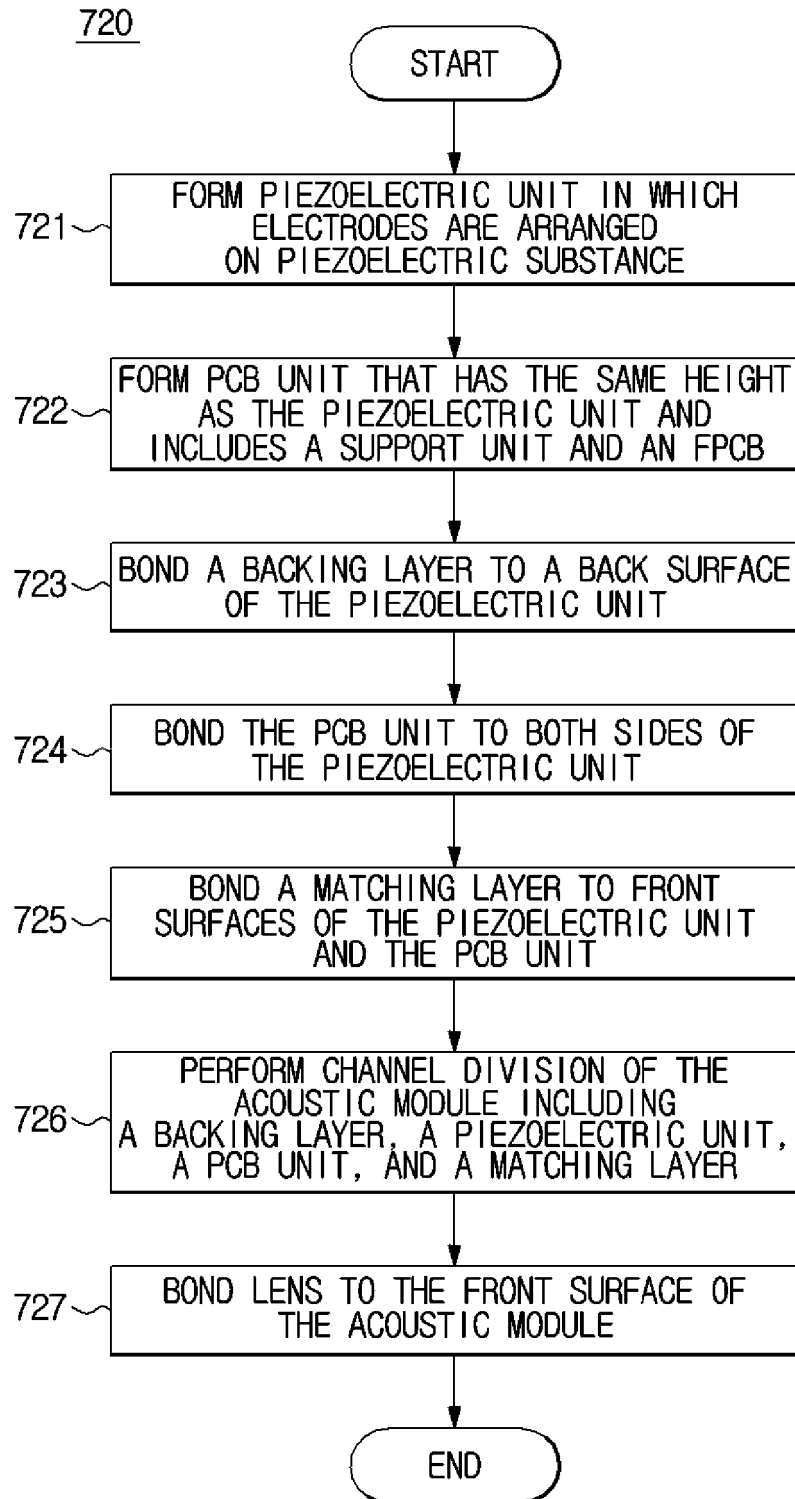 720
START
721
FORM PIEZOELECTRIC UNIT IN WHICH
ELECTRODES ARE ARRANGED
ON PIEZOELECTRIC SUBSTANCE
722
FORM PCB UNIT THAT HAS THE SAME HEIGHT
AS THE PIEZOELECTRIC UNIT AND
INCLUDES A SUPPORT UNIT AND AN FPCB
723
BOND A BACKING LAYER TO A BACK SURFACE
OF THE PIEZOELECTRIC UNIT
724
BOND THE PCB UNIT TO BOTH SIDES OF
THE PIEZOELECTRIC UNIT
725
BOND A MATCHING LAYER TO FRONT
SURFACES OF THE PIEZOELECTRIC UNIT
AND THE PCB UNIT
726
PERFORM CHANNEL DIVISION OF THE
ACOUSTIC MODULE INCLUDING
A BACKING LAYER, A PIEZOELECTRIC UNIT,
A PCB UNIT, AND A MATCHING LAYER
727
BOND LENS TO THE FRONT SURFACE OF
THE ACOUSTIC MODULE
END